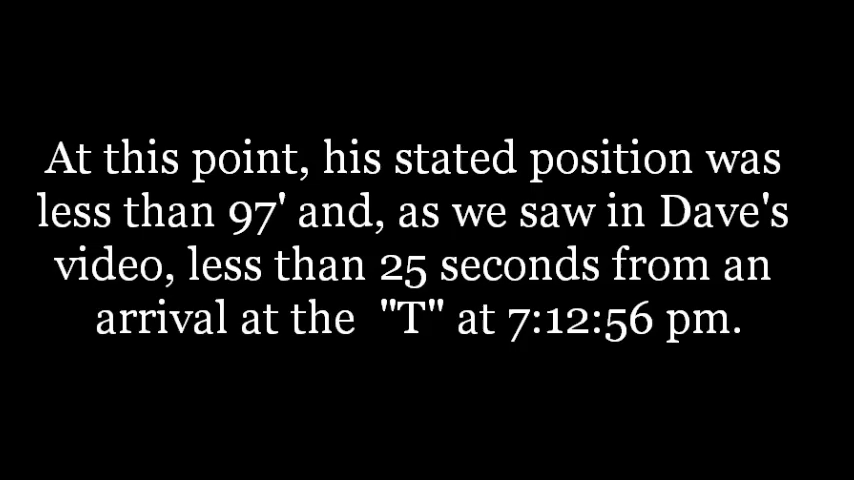 At this point, his stated position was
less than 97' and, as we saw in Dave's
video, less than 25 seconds from an
arrival at the  "T" at 7:12:56 pm.